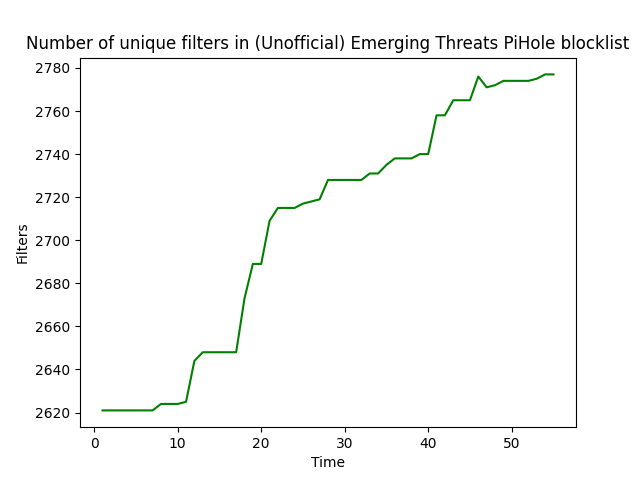 Number of unique filters in (Unofficial) Emerging Threats PiHole blocklist
2780
2760
2740
2720
2700
2680
2660
2640
2620
Filters
0 10 20 30 40 50
Time